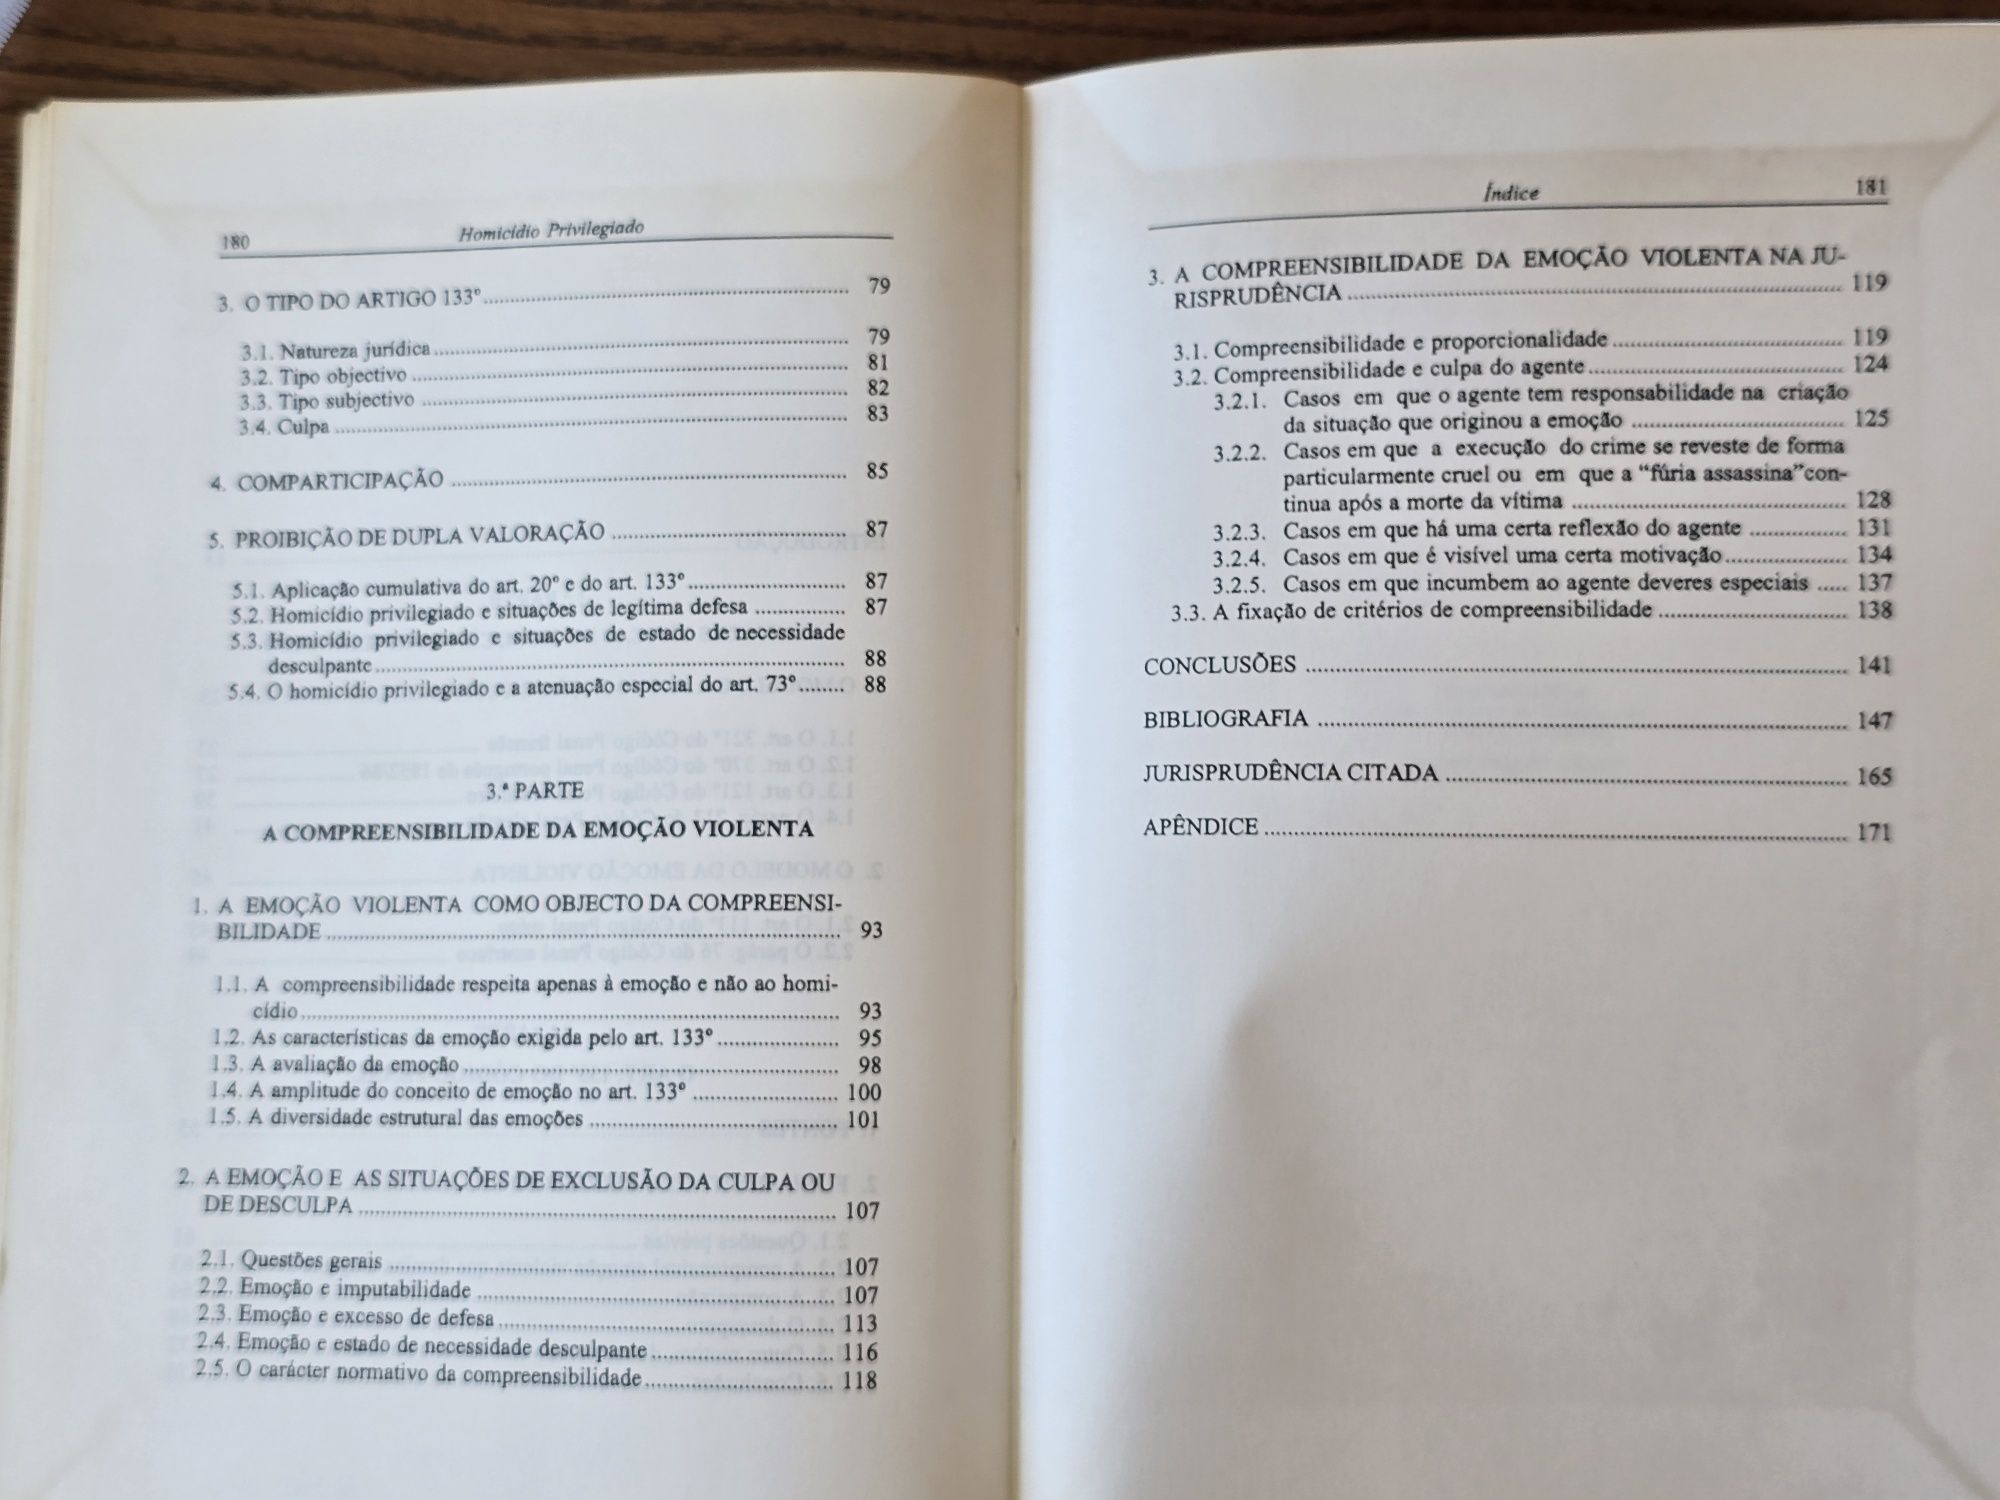 180 Homicídio Privilegiado
3. O TIPO DO ARTIGO 133º ........ 79
3.1. Natureza jurídica ........ 79
3.2. Tipo objectivo ........ 81
3.3. Tipo subjectivo ........ 82
3.4. Culpa ........ 83
4. COMPARTICIPAÇÃO ........ 85
5. PROIBIÇÃO DE DUPLA VALORAÇÃO ........ 87
5.1. Aplicação cumulativa do art. 20º e do art. 133º ........ 87
5.2. Homicídio privilegiado e situações de legítima defesa ........ 87
5.3. Homicídio privilegiado e situações de estado de necessidade
desculpante ........ 88
5.4. O homicídio privilegiado e a atenuação especial do art. 73º ........ 88
3.ª PARTE
A COMPREENSIBILIDADE DA EMOÇÃO VIOLENTA
1. A EMOÇÃO VIOLENTA COMO OBJECTO DA COMPREENSI-
BILIDADE ........ 93
1.1. A compreensibilidade respeita apenas à emoção e não ao homi-
cídio ........ 93
1.2. As características da emoção exigida pelo art. 133º ........ 95
1.3. A avaliação da emoção ........ 98
1.4. A amplitude do conceito de emoção no art. 133º ........ 100
1.5. A diversidade estrutural das emoções ........ 101
2. A EMOÇÃO E AS SITUAÇÕES DE EXCLUSÃO DA CULPA OU
DE DESCULPA ........ 107
2.1. Questões gerais ........ 107
2.2. Emoção e imputabilidade ........ 107
2.3. Emoção e excesso de defesa ........ 113
2.4. Emoção e estado de necessidade desculpante ........ 116
2.5. O carácter normativo da compreensibilidade ........ 118
Índice 181
3. A COMPREENSIBILIDADE DA EMOÇÃO VIOLENTA NA JU-
RISPRUDÊNCIA ........ 119
3.1. Compreensibilidade e proporcionalidade ........ 119
3.2. Compreensibilidade e culpa do agente ........ 124
3.2.1. Casos em que o agente tem responsabilidade na criação
da situação que originou a emoção ........ 125
3.2.2. Casos em que a execução do crime se reveste de forma
particularmente cruel ou em que a “fúria assassina”con-
tinua após a morte da vítima ........ 128
3.2.3. Casos em que há uma certa reflexão do agente ........ 131
3.2.4. Casos em que é visível uma certa motivação ........ 134
3.2.5. Casos em que incumbem ao agente deveres especiais ..... 137
3.3. A fixação de critérios de compreensibilidade ........ 138
CONCLUSÕES ........ 141
BIBLIOGRAFIA ........ 147
JURISPRUDÊNCIA CITADA ........ 165
APÊNDICE ........ 171